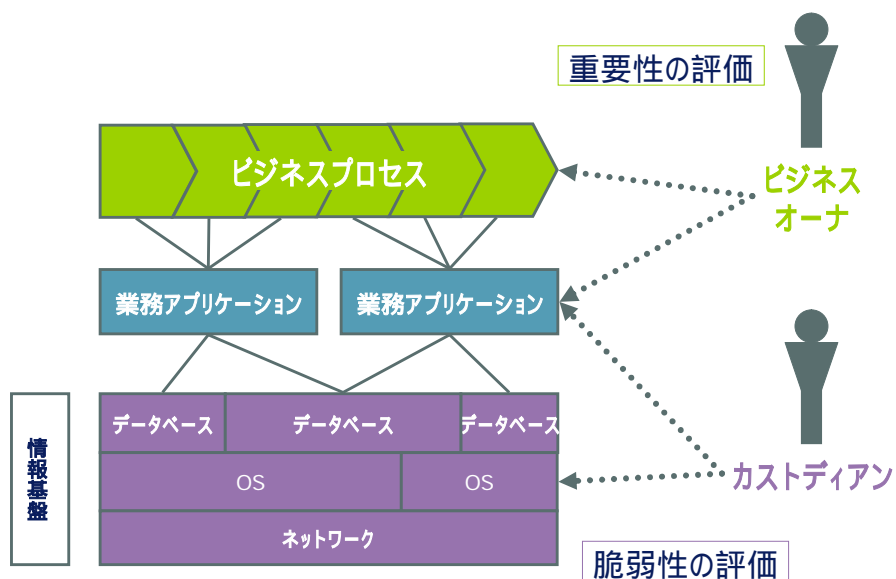 重要性の評価
ビジネスプロセス
ビジネス
オーナ
業務アプリケーション
業務アプリケーション
情報基盤
データベース
データベース
データベース
OS
OS
カストディアン
ネットワーク
脆弱性の評価